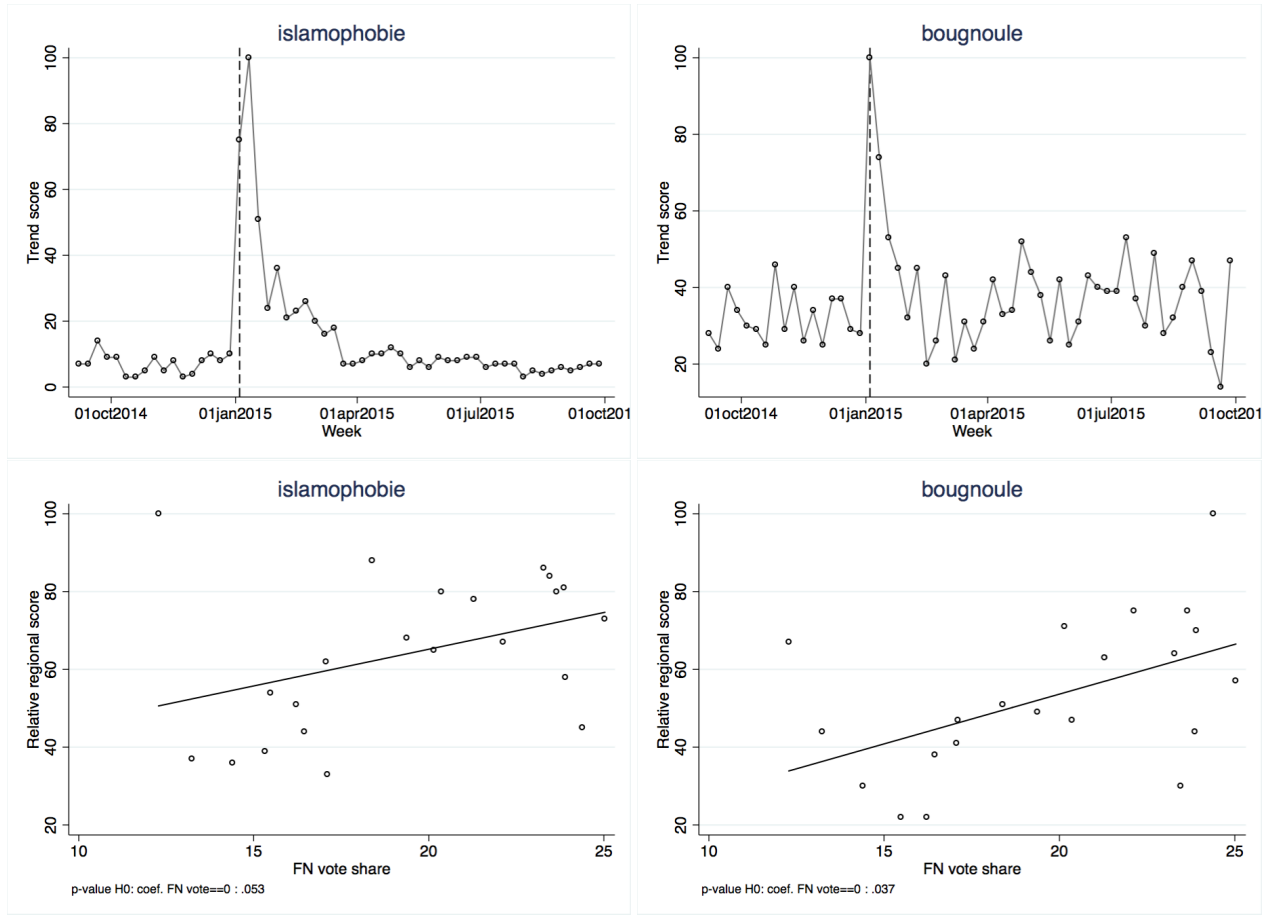 islamophobie
100
80
60
40
20
0
Trend score
01oct2014 01jan2015 01apr2015 01jul2015 01oct201
Week
bougnoule
100
80
60
40
20
Trend score
01oct2014 01jan2015 01apr2015 01jul2015 01oct201
Week
islamophobie
100
80
60
40
20
Relative regional score
10 15 20 25
FN vote share
p-value H0: coef. FN vote==0 : .053
bougnoule
100
80
60
40
20
Relative regional score
10 15 20 25
FN vote share
p-value H0: coef. FN vote==0 : .037